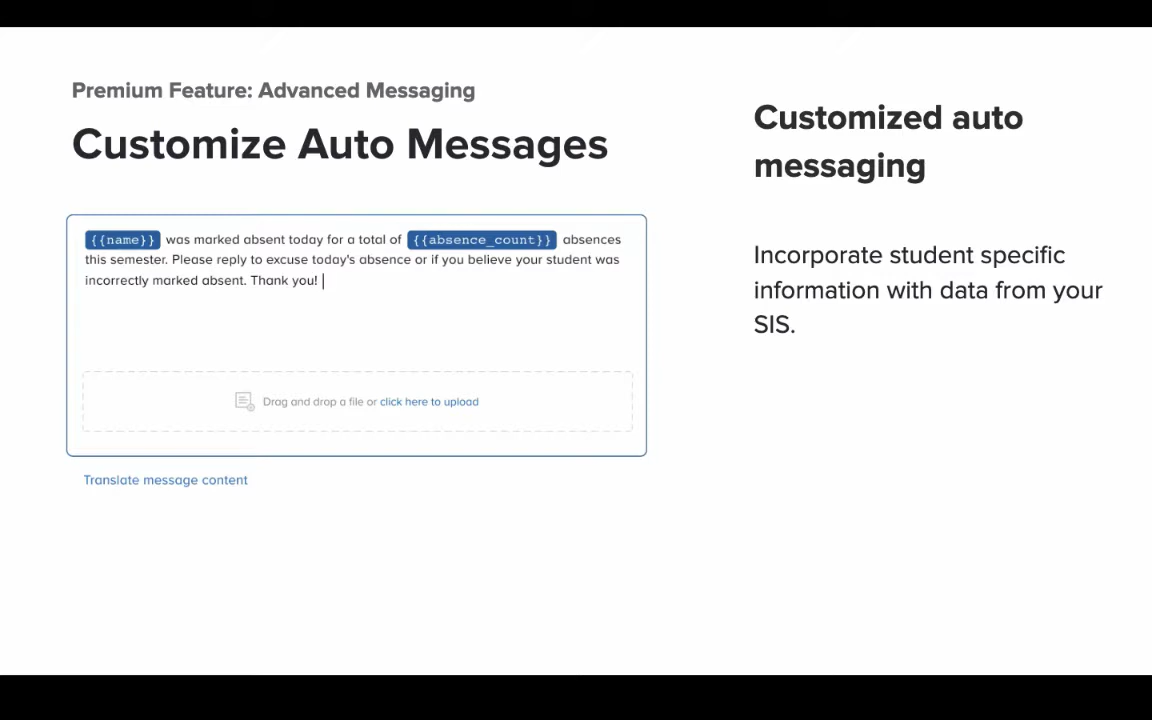 Premium Feature: Advanced Messaging
Customize Auto Messages
{{name}} was marked absent today for a total of {{absence_count}} absences
this semester. Please reply to excuse today's absence or if you believe your student was
incorrectly marked absent. Thank you!
Drag and drop a file or click here to upload
Translate message content
Customized auto
messaging
Incorporate student specific
information with data from your
SIS.